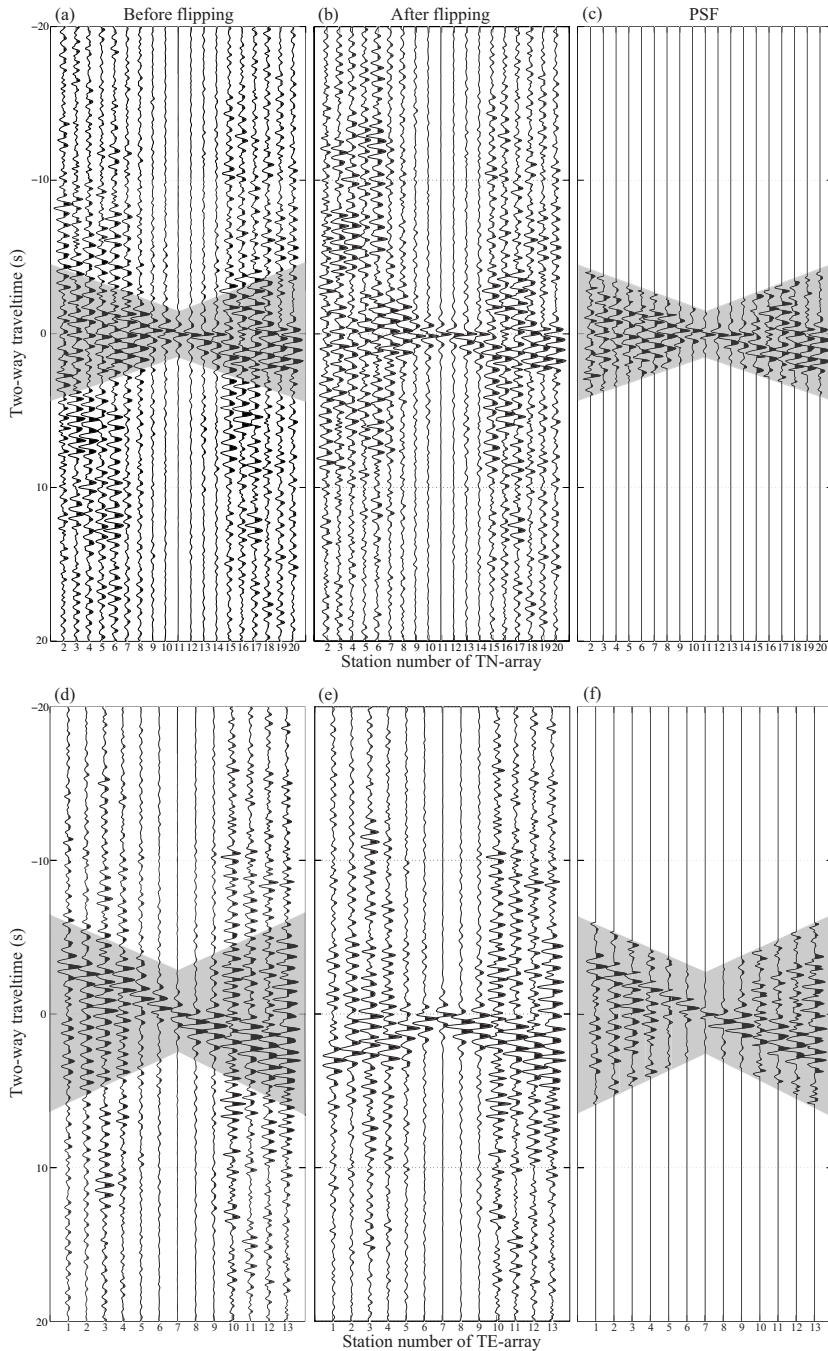 (a) Before flipping
(b) After flipping
(c) PSF
Two-way traveltime (s)
−20
−10
0
10
20
2 3 4 5 6 7 8 9 10 11 12 13 14 15 16 17 18 19 20
2 3 4 5 6 7 8 9 10 11 12 13 14 15 16 17 18 19 20
2 3 4 5 6 7 8 9 10 11 12 13 14 15 16 17 18 19 20
Station number of TN-array
(d)
(e)
(f)
Two-way traveltime (s)
−20
−10
0
10
20
1 2 3 4 5 6 7 8 9 10 11 12 13
1 2 3 4 5 6 7 8 9 10 11 12 13
1 2 3 4 5 6 7 8 9 10 11 12 13
Station number of TE-array